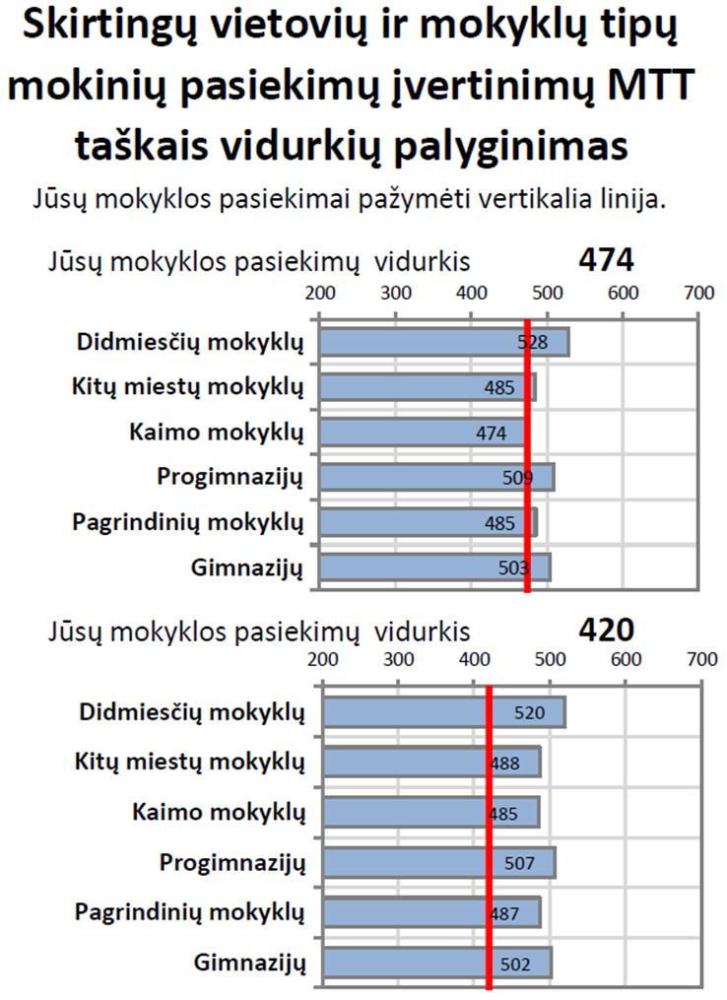 Skirtingų vietovių ir mokyklų tipų
mokinių pasiekimų įvertinimų MTT
taškais vidurkių palyginimas
Jūsų mokyklos pasiekimai pažymėti vertikalia linija.
Jūsų mokyklos pasiekimų vidurkis 474
200 300 400 500 600 700
Didmiesčių mokyklų 528
Kitų miestų mokyklų 485
Kaimo mokyklų 474
Progimnazijų 509
Pagrindinių mokyklų 485
Gimnazijų 503
Jūsų mokyklos pasiekimų vidurkis 420
200 300 400 500 600 700
Didmiesčių mokyklų 520
Kitų miestų mokyklų 488
Kaimo mokyklų 485
Progimnazijų 507
Pagrindinių mokyklų 487
Gimnazijų 502